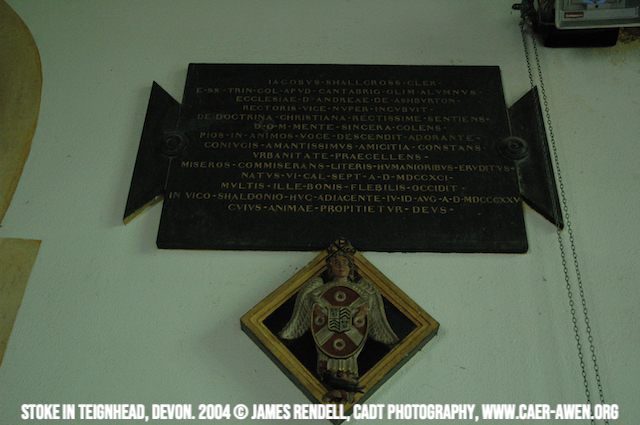 IACOBVS·SHALLCROSS·CLER·
E·SS·TRIN·COL·APVD·CANTABRIG·OLIM·ALVMNVS·
ECCLESIAE·D·ANDREAE·DE·ASHBVRTON·
RECTORIS·VICE·NVPER·INCVBVIT·
DE·DOCTRINA·CHRISTIANA·RECTISSIME·SENTIENS·
D·O·M·MENTE·SINCERA·COLENS·
PIOS·IN·ANIMOS·VOCE·DESCENDIT·ADORANTE·
CONIVGIS·AMANTISSIMVS·AMICITIA·CONSTANS·
VRBANITATE·PRAECELLENS·
MISEROS·COMMISERANS·LITERIS·HVMANIORIBVS·ERVDITVS·
NATVS·VI·CAL·SEPT·A·D·MDCCXCI·
MVLTIS·ILLE·BONIS·FLEBILIS·OCCIDIT·
IN·VICO·SHALDONIO·HVC·ADIACENTE·IV·ID·AVG·A·D·MDCCCXXV
CVIVS·ANIMAE·PROPITIETVR·DEVS·
STOKE IN TEIGNHEAD, DEVON. 2004 © JAMES RENDELL, CADT PHOTOGRAPHY, WWW.CAER-AWEN.ORG